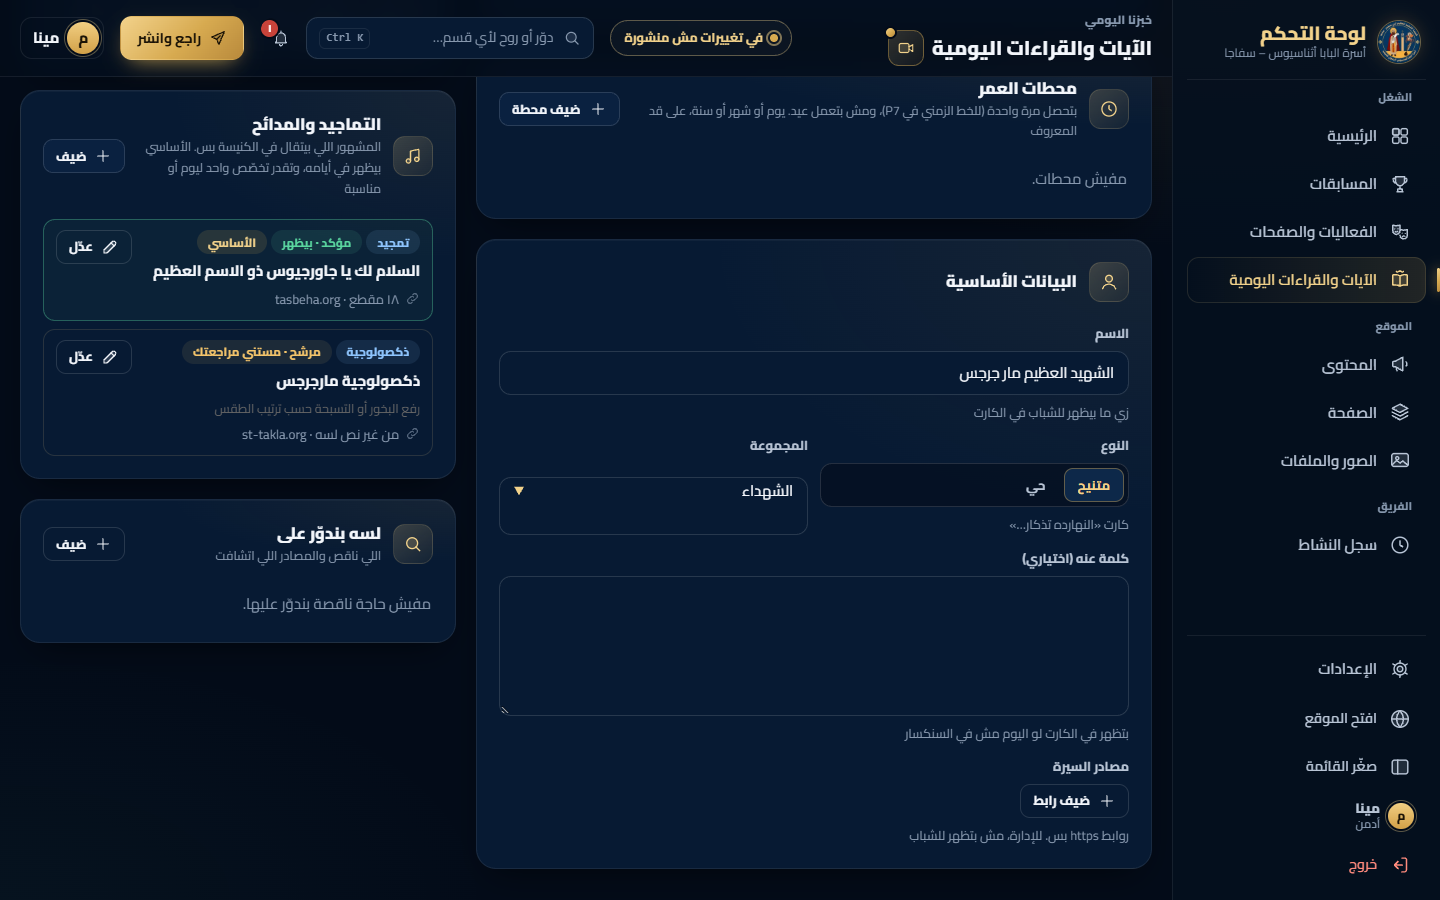 لوحة التحكم
أسرة البابا أثناسيوس – سفاجا
الشغل
الرئيسية
المسابقات
الفعاليات والصفحات
الآيات والقراءات اليومية
الموقع
المحتوى
الصفحة
الصور والملفات
الفريق
سجل النشاط
الإعدادات
افتح الموقع
صغّر القائمة
م
مينا
أدمن
خروج
خبزنا اليومي
الآيات والقراءات اليومية
في تغييرات مش منشورة
دوّر أو روح لأي قسم...
Ctrl K
١
راجع وانشر
م
مينا
محطات العمر
بتحصل مرة واحدة (للخط الزمني في P7)، ومش بتعمل عيد. يوم أو شهر أو سنة، على قد
المعروف
ضيف محطة
مفيش محطات.
البيانات الأساسية
الاسم
الشهيد العظيم مار جرجس
زي ما بيظهر للشباب في الكارت
النوع
متنيح
حي
كارت «النهارده تذكار...»
المجموعة
الشهداء
كلمة عنه (اختياري)
بتظهر في الكارت لو اليوم مش في السنكسار
مصادر السيرة
ضيف رابط
روابط https بس. للإدارة، مش بتظهر للشباب
التماجيد والمدائح
المشهور اللي بيتقال في الكنيسة بس. الأساسي
بيظهر في أيامه، وتقدر تخصّص واحد ليوم أو
مناسبة
ضيف
تمجيد
مؤكد · بيظهر
الأساسي
عدّل
السلام لك يا جاورجيوس ذو الاسم العظيم
١٨ مقطع · tasbeha.org
ذكصولوجية
مرشح · مستني مراجعتك
عدّل
ذكصولوجية مارجرجس
رفع البخور أو التسبحة حسب ترتيب الطقس
من غير نص لسه · st-takla.org
لسه بندوّر على
اللي ناقص والمصادر اللي اتشافت
ضيف
مفيش حاجة ناقصة بندوّر عليها.